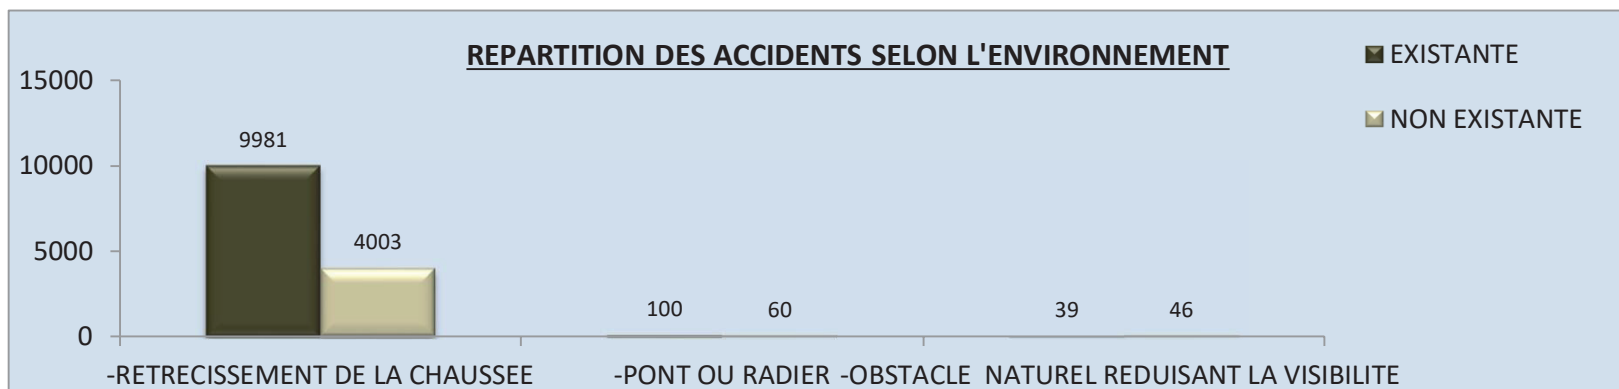 REPARTITION DES ACCIDENTS SELON L'ENVIRONNEMENT
EXISTANTE
NON EXISTANTE
15000
10000
5000
0
9981
4003
100
60
39
46
-RETRECISSEMENT DE LA CHAUSSEE
-PONT OU RADIER
-OBSTACLE NATUREL REDUISANT LA VISIBILITE